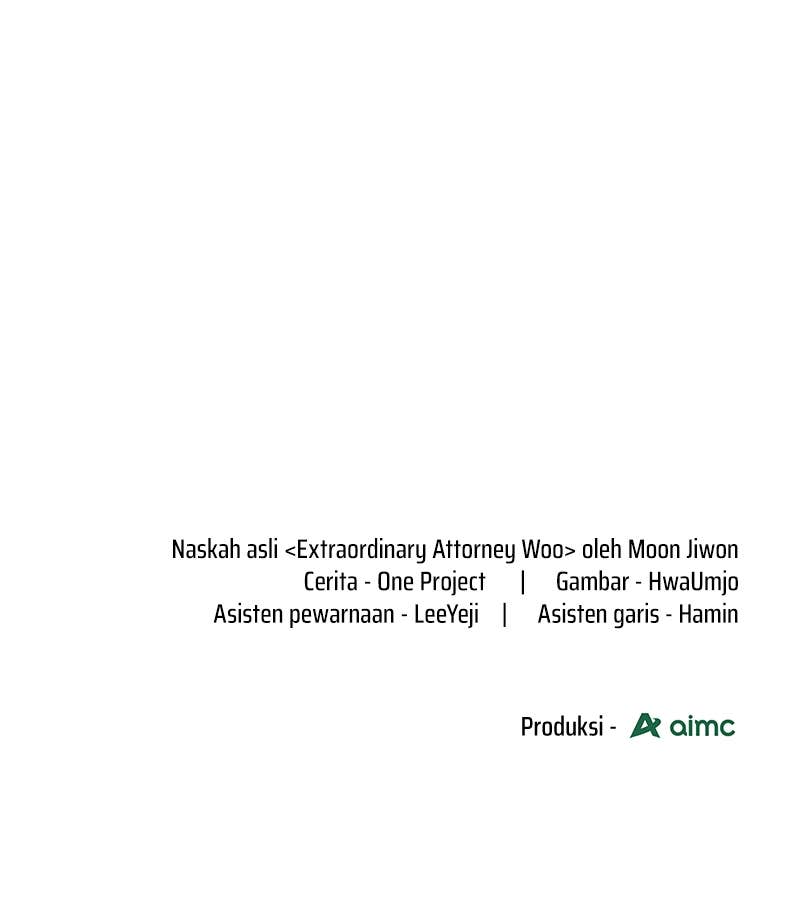 Naskah asli <Extraordinary Attorney Woo> oleh Moon Jiwon
Cerita - One Project | Gambar - HwaUmjo
Asisten pewarnaan - LeeYeji | Asisten garis - Hamin
Produksi - aimc